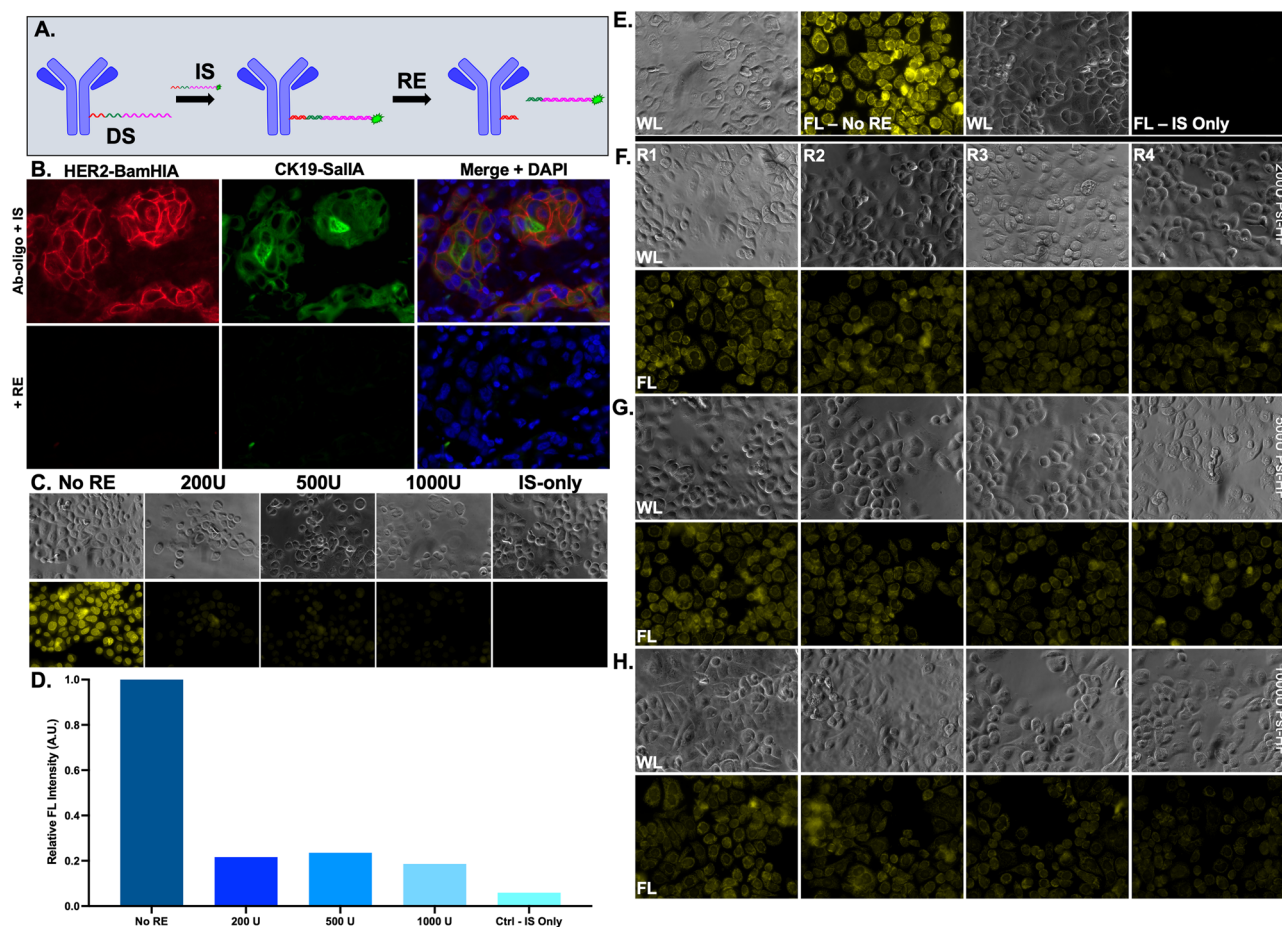 A.
IS
RE
DS
B.
HER2-BamHIA
CK19-SallA
Merge + DAPI
Ab-oligo + IS
+ RE
C.
No RE
200U
500U
1000U
IS-only
D.
Relative FL Intensity (A.U.)
1.0
0.8
0.6
0.4
0.2
0.0
No RE
200 U
500 U
1000 U
Ctrl - IS Only
E.
WL
FL – No RE
WL
FL – IS Only
F.
R1
R2
R3
R4
WL
FL
G.
WL
FL
H.
WL
FL